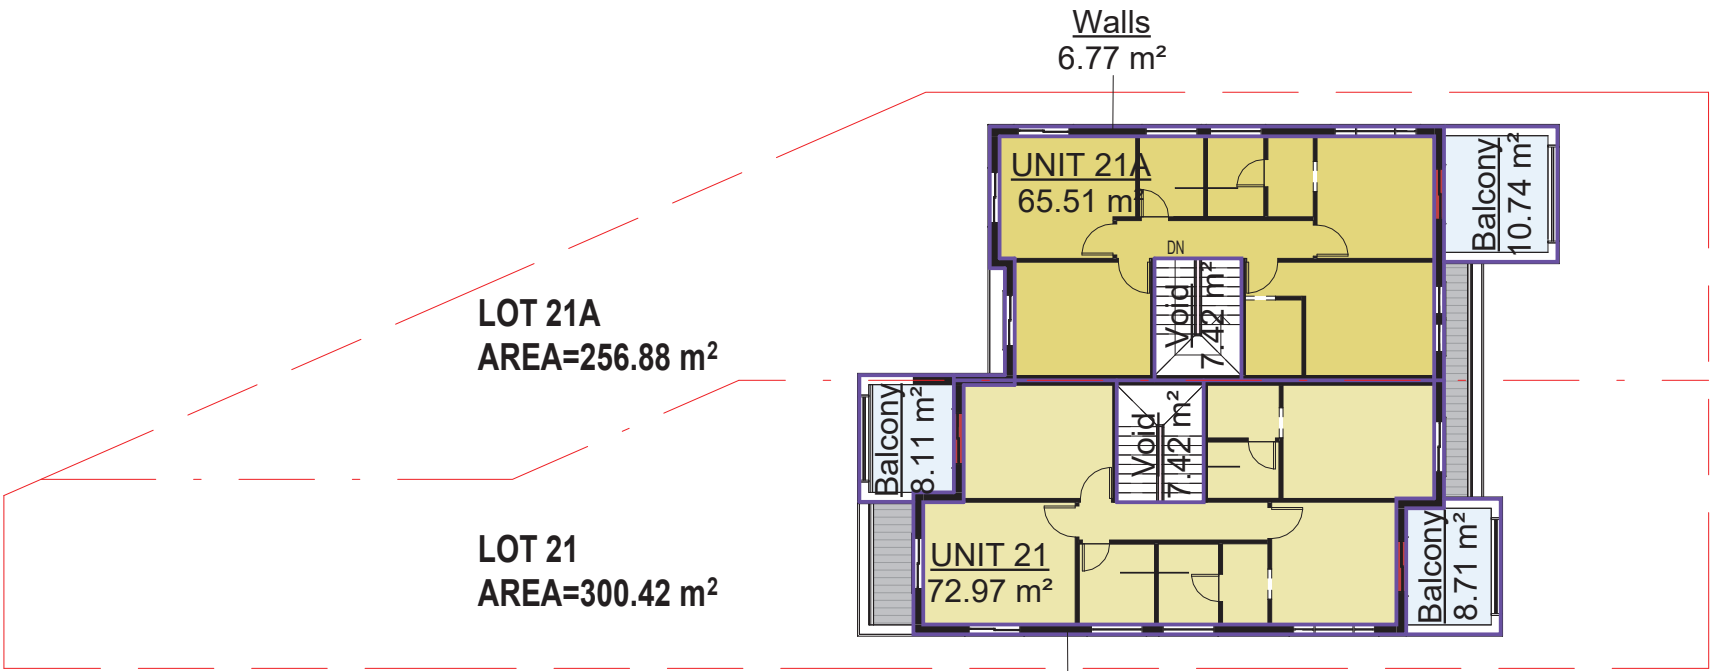 Walls
6.77 m²
UNIT 21A
65.51 m²
Balcony
10.74 m²
DN
Void
7.42 m²
LOT 21A
AREA=256.88 m²
Balcony
8.11 m²
Void
7.42 m²
LOT 21
AREA=300.42 m²
UNIT 21
72.97 m²
Balcony
8.71 m²